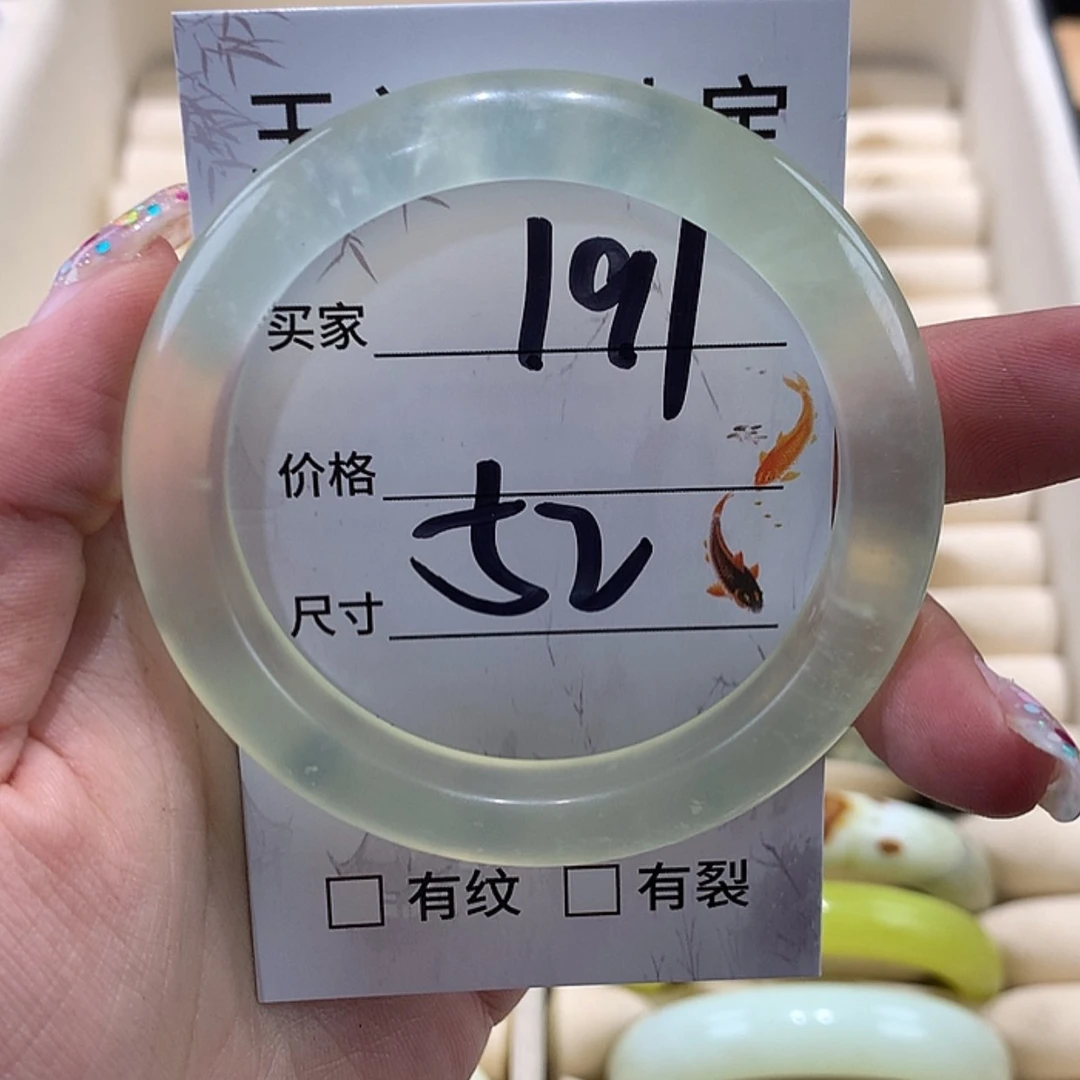 买家 191
价格
尺寸 52
有纹 有裂